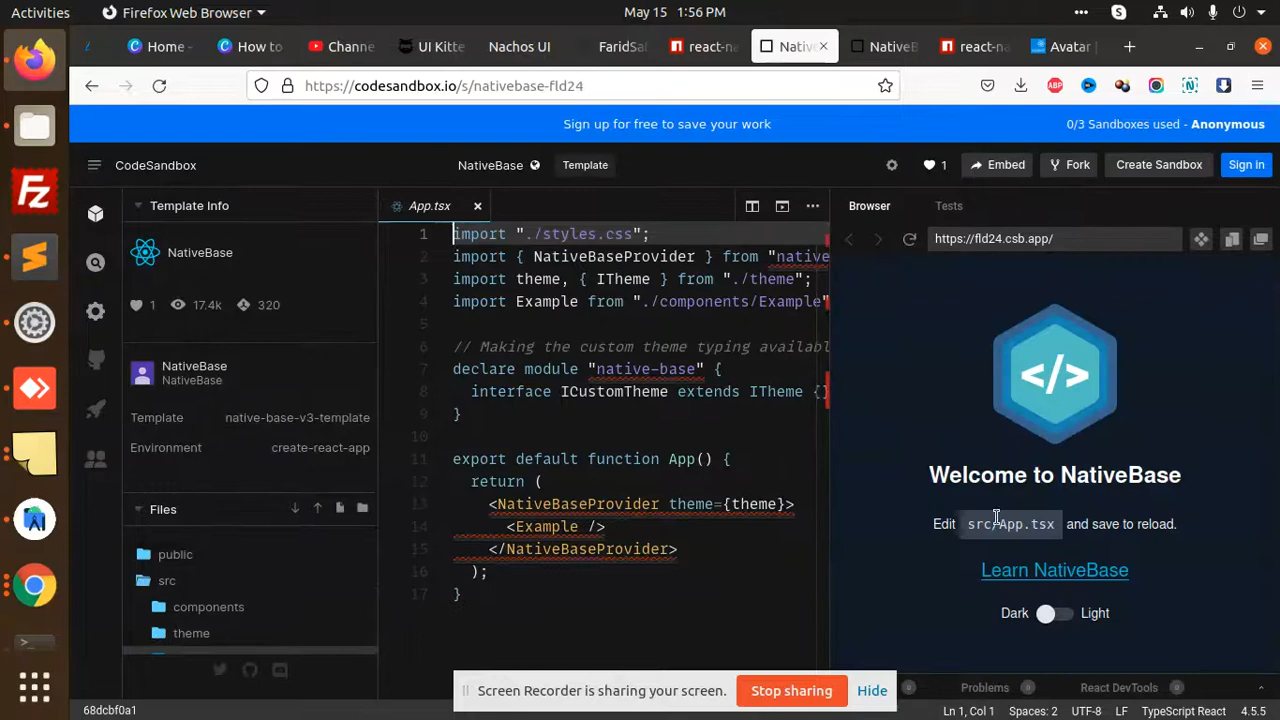 Activities
Firefox Web Browser
May 15 1:56 PM
Home
How to
Channe
UI Kitte
Nachos UI
FaridSa
react-na
Native
NativeB
react-na
Avatar
https://codesandbox.io/s/nativebase-fld24
ABP
Sign up for free to save your work
0/3 Sandboxes used - Anonymous
CodeSandbox
NativeBase
Template
1
Embed
Fork
Create Sandbox
Sign In
Template Info
App.tsx
Browser
Tests
https://fld24.csb.app/
NativeBase
1 17.4k 320
NativeBase
NativeBase
Template native-base-v3-template
Environment create-react-app
Files
public
src
components
theme
1 import "./styles.css";
2 import { NativeBaseProvider } from "native
3 import theme, { ITheme } from "./theme";
4 import Example from "./components/Example"
5
6 // Making the custom theme typing availabl
7 declare module "native-base" {
8 interface ICustomTheme extends ITheme {}
9 }
10
11 export default function App() {
12 return (
13 <NativeBaseProvider theme={theme}>
14 <Example />
15 </NativeBaseProvider>
16 );
17 }
</>
Welcome to NativeBase
Edit src/App.tsx and save to reload.
Learn NativeBase
Dark Light
Screen Recorder is sharing your screen.
Stop sharing
Hide
0 Problems 0 React DevTools 0
68dcbf0a1
Ln 1, Col 1 Spaces: 2 UTF-8 LF TypeScript React 4.5.5